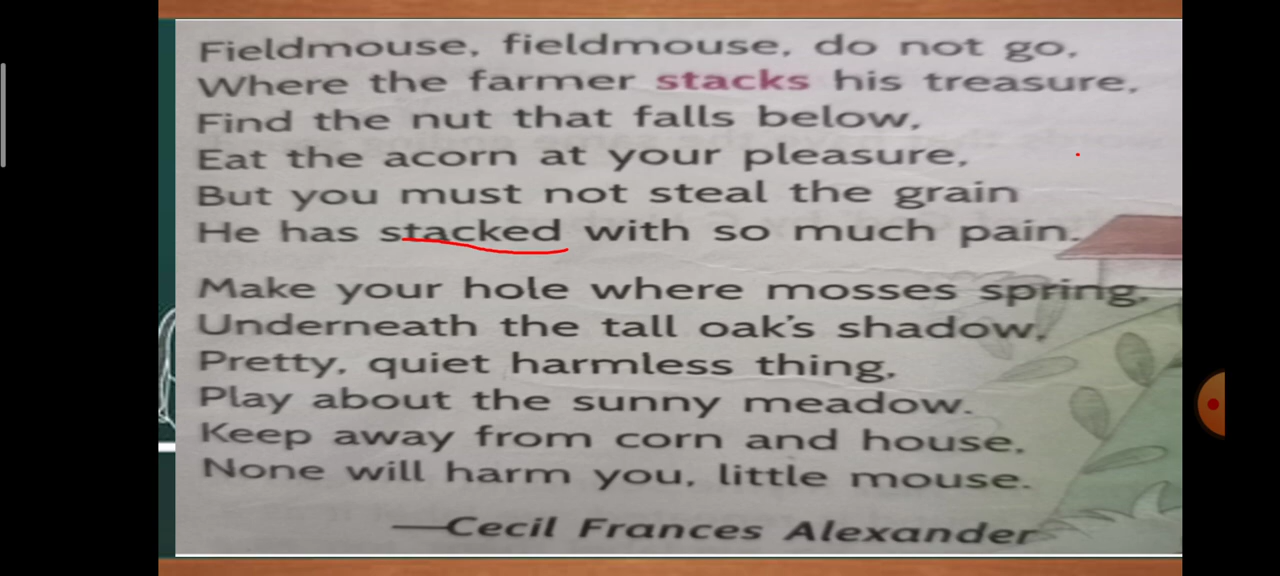 Fieldmouse, fieldmouse, do not go,
Where the farmer stacks his treasure,
Find the nut that falls below,
Eat the acorn at your pleasure,
But you must not steal the grain
He has stacked with so much pain.
Make your hole where mosses spring,
Underneath the tall oak's shadow,
Pretty, quiet harmless thing,
Play about the sunny meadow.
Keep away from corn and house,
None will harm you, little mouse.
—Cecil Frances Alexander